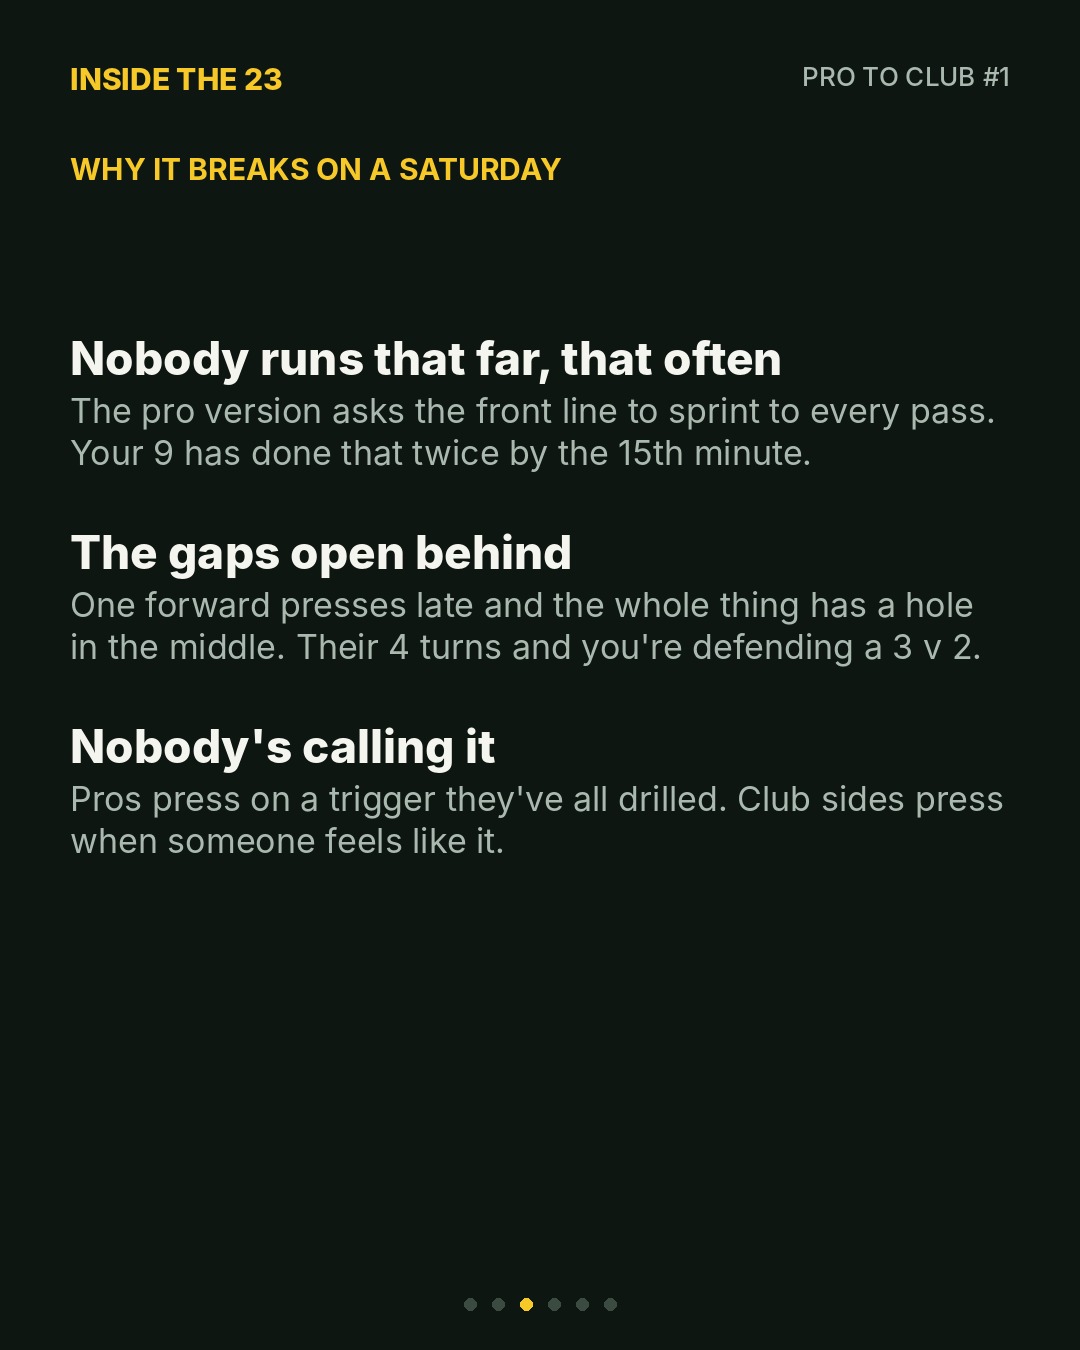 INSIDE THE 23
PRO TO CLUB #1
WHY IT BREAKS ON A SATURDAY
Nobody runs that far, that often
The pro version asks the front line to sprint to every pass.
Your 9 has done that twice by the 15th minute.
The gaps open behind
One forward presses late and the whole thing has a hole
in the middle. Their 4 turns and you're defending a 3 v 2.
Nobody's calling it
Pros press on a trigger they've all drilled. Club sides press
when someone feels like it.